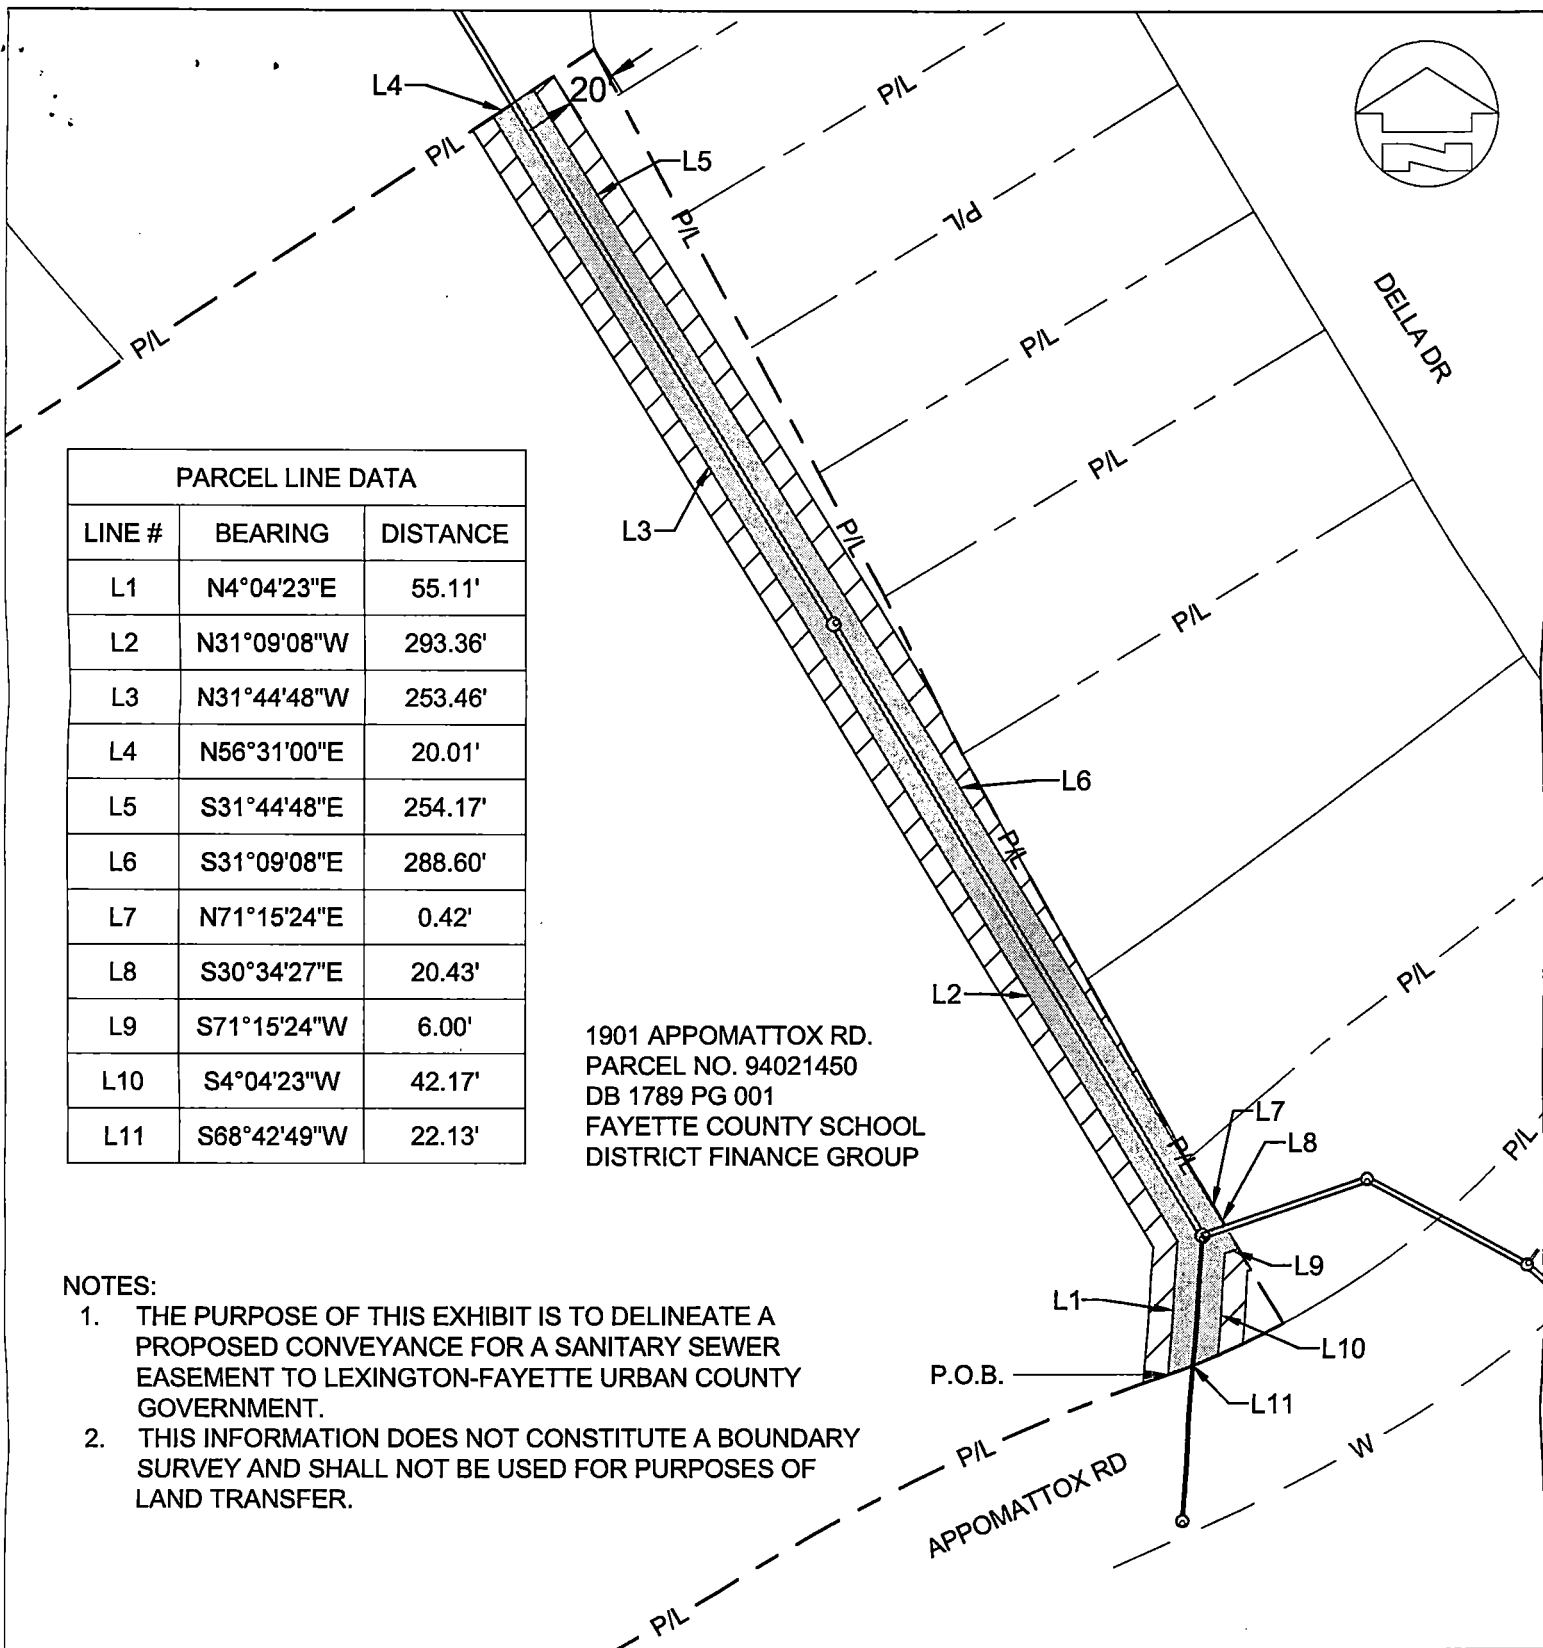 L4
20'
P/L
P/L
L5
P/L
P/L
P/L
P/L
DELLA DR
P/L
P/L
L3
P/L
P/L
PARCEL LINE DATA
LINE # BEARING DISTANCE
L1 N4°04'23"E 55.11'
L2 N31°09'08"W 293.36'
L3 N31°44'48"W 253.46'
L4 N56°31'00"E 20.01'
L5 S31°44'48"E 254.17'
L6 S31°09'08"E 288.60'
L7 N71°15'24"E 0.42'
L8 S30°34'27"E 20.43'
L9 S71°15'24"W 6.00'
L10 S4°04'23"W 42.17'
L11 S68°42'49"W 22.13'
L6
P/L
L2
P/L
1901 APPOMATTOX RD.
PARCEL NO. 94021450
DB 1789 PG 001
FAYETTE COUNTY SCHOOL
DISTRICT FINANCE GROUP
L7
L8
P/L
P/L
L9
L1
L10
P.O.B.
L11
NOTES:
1. THE PURPOSE OF THIS EXHIBIT IS TO DELINEATE A
PROPOSED CONVEYANCE FOR A SANITARY SEWER
EASEMENT TO LEXINGTON-FAYETTE URBAN COUNTY
GOVERNMENT.
2. THIS INFORMATION DOES NOT CONSTITUTE A BOUNDARY
SURVEY AND SHALL NOT BE USED FOR PURPOSES OF
LAND TRANSFER.
P/L
W
APPOMATTOX RD
P/L